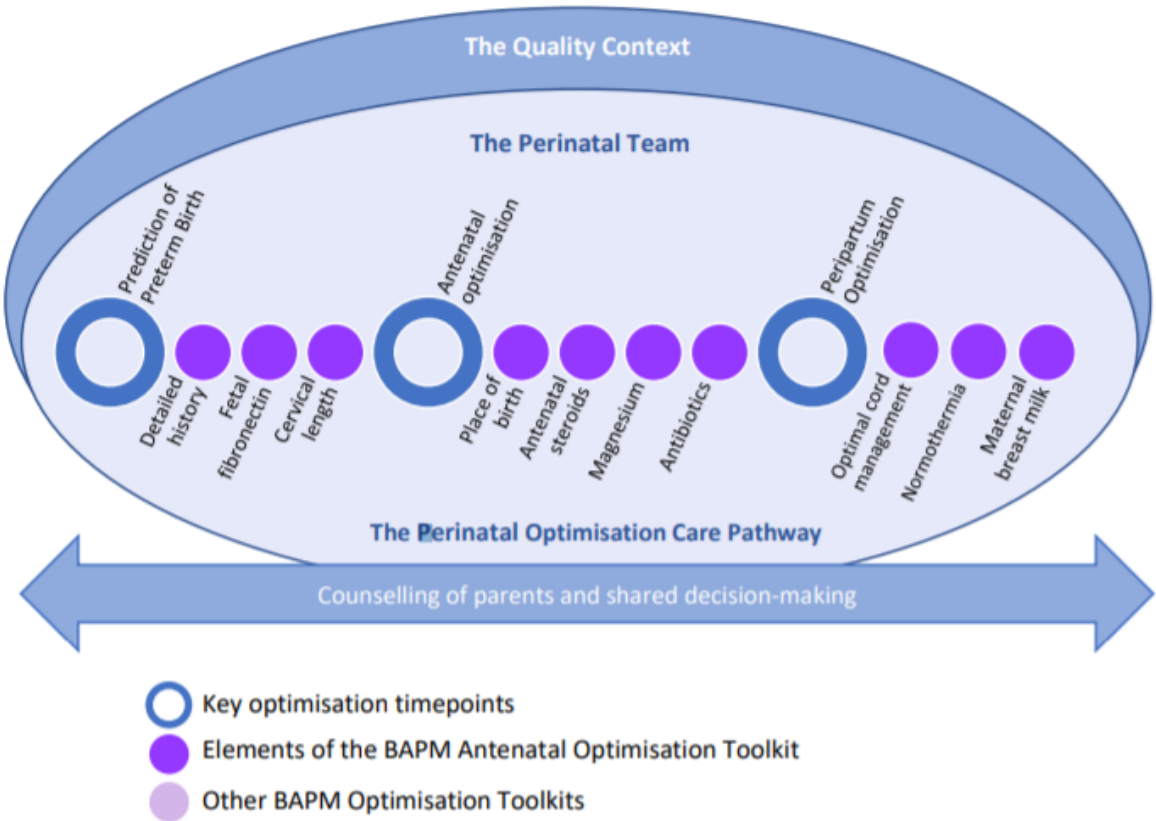 The Quality Context
The Perinatal Team
Prediction of
Preterm Birth
Detailed
history
Fetal
fibronectin
Cervical
length
Antenatal
optimisation
Place of
birth
Antenatal
steroids
Magnesium
Antibiotics
Peripartum
Optimisation
Optimal cord
management
Normothermia
Maternal
breast milk
The Perinatal Optimisation Care Pathway
Counselling of parents and shared decision-making
Key optimisation timepoints
Elements of the BAPM Antenatal Optimisation Toolkit
Other BAPM Optimisation Toolkits